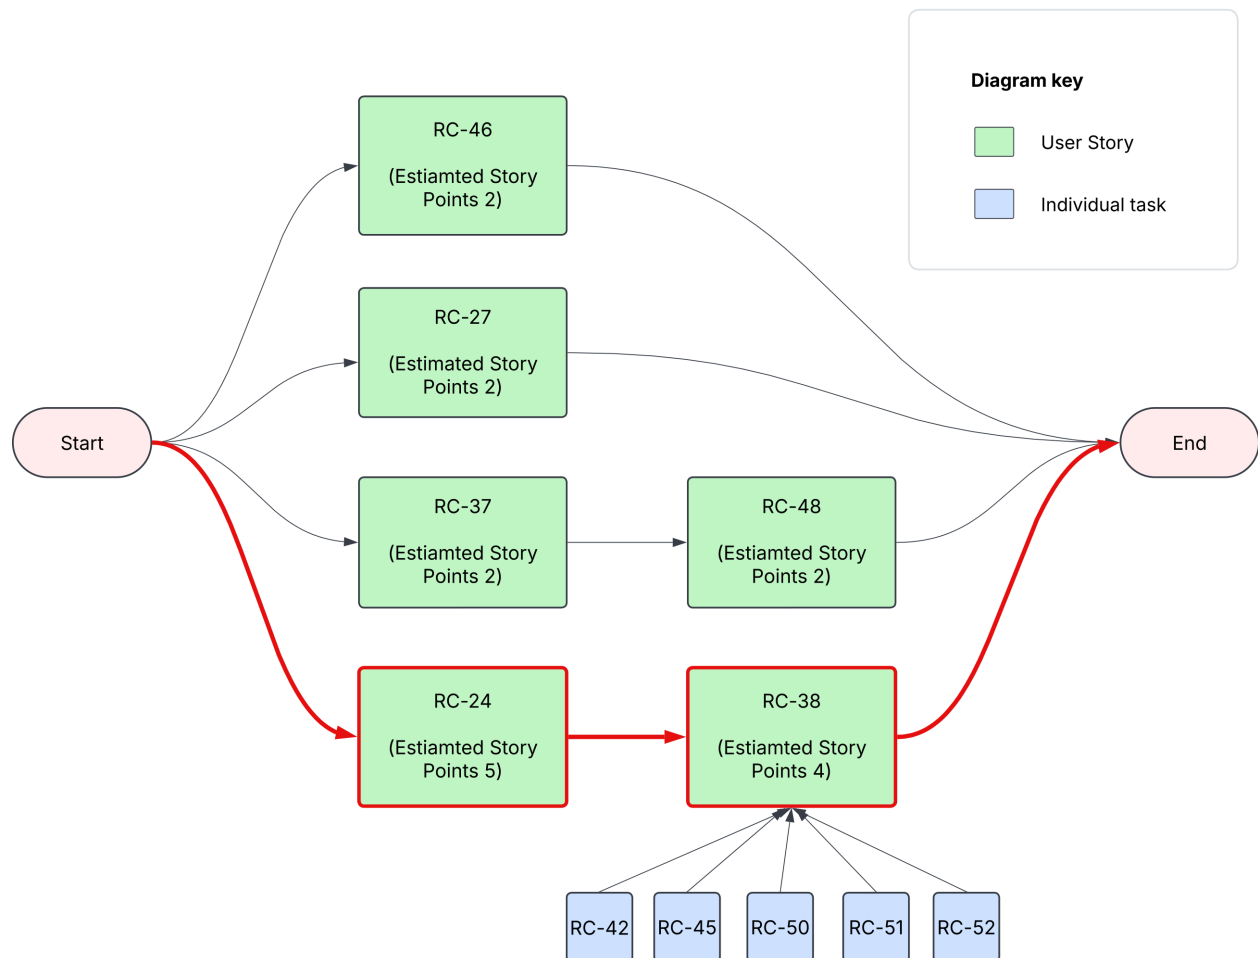 Diagram key
User Story
Individual task
RC-46
(Estiamted Story
Points 2)
RC-27
(Estimated Story
Points 2)
Start
End
RC-37
(Estiamted Story
Points 2)
RC-48
(Estiamted Story
Points 2)
RC-24
(Estiamted Story
Points 5)
RC-38
(Estiamted Story
Points 4)
RC-42
RC-45
RC-50
RC-51
RC-52